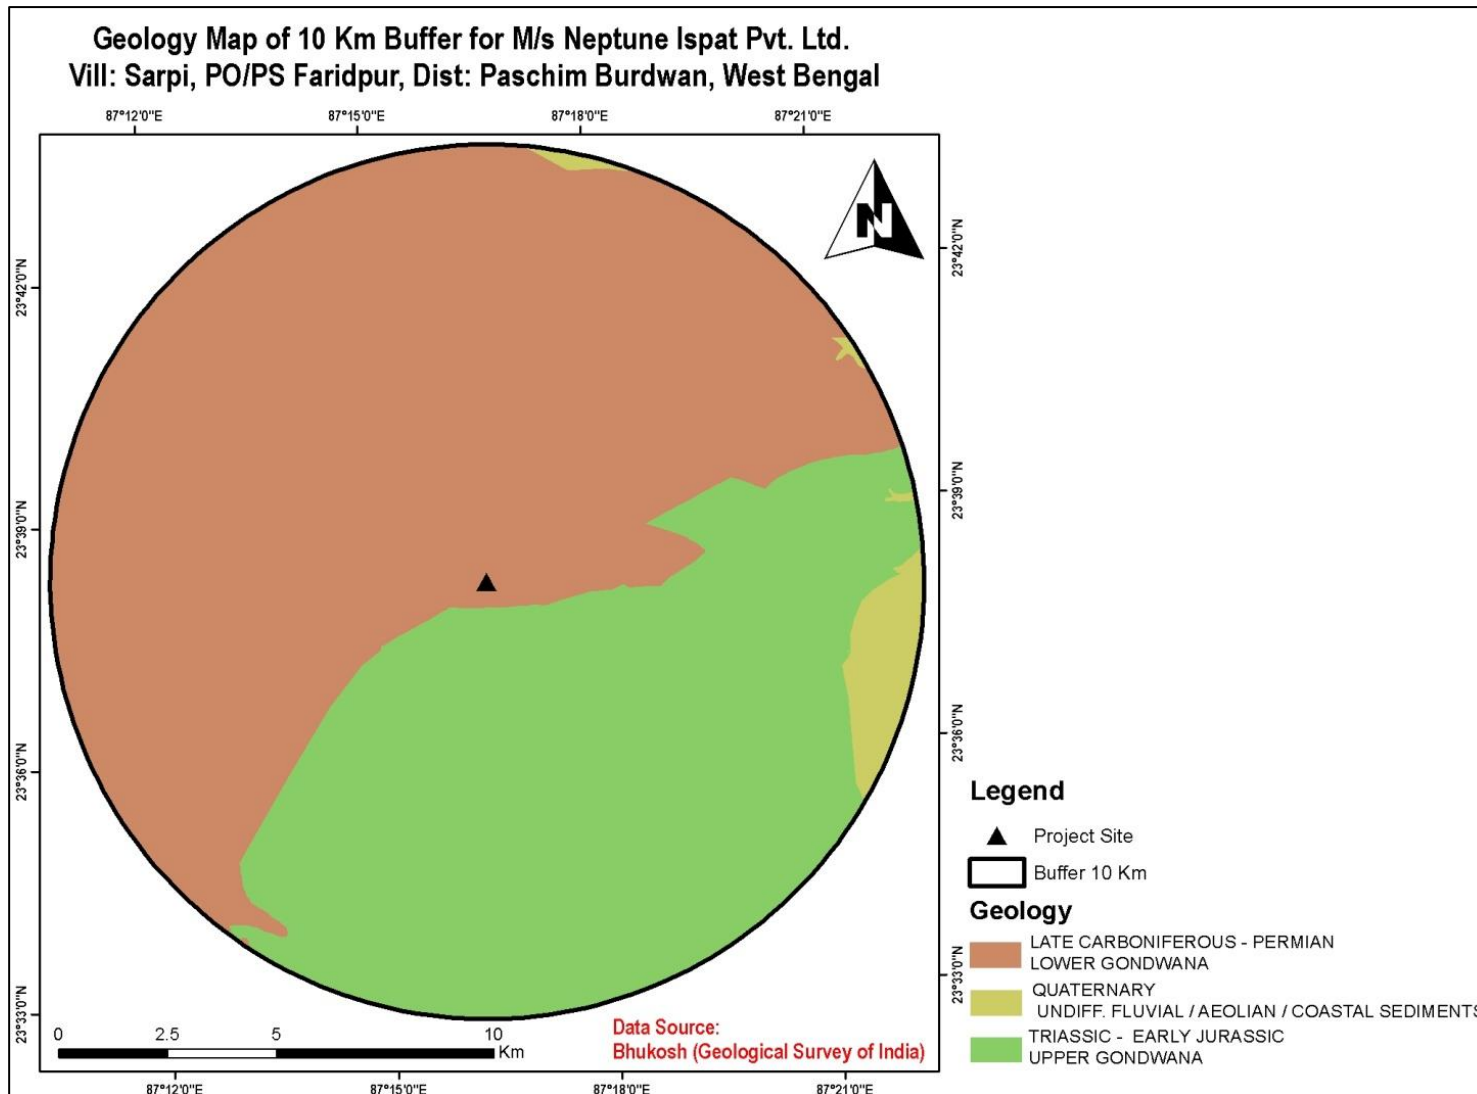 Geology Map of 10 Km Buffer for M/s Neptune Ispat Pvt. Ltd.
Vill: Sarpi, PO/PS Faridpur, Dist: Paschim Burdwan, West Bengal
87°12'0"E
87°15'0"E
87°18'0"E
87°21'0"E
N
23°42'0"N
23°42'0"N
23°39'0"N
23°39'0"N
23°36'0"N
23°36'0"N
23°33'0"N
23°33'0"N
Legend
Project Site
Buffer 10 Km
Geology
LATE CARBONIFEROUS - PERMIAN
LOWER GONDWANA
QUATERNARY
UNDIFF. FLUVIAL / AEOLIAN / COASTAL SEDIMENTS
TRIASSIC - EARLY JURASSIC
UPPER GONDWANA
0 2.5 5 10
Km
Data Source:
Bhukosh (Geological Survey of India)
87°12'0"E
87°15'0"E
87°18'0"E
87°21'0"E